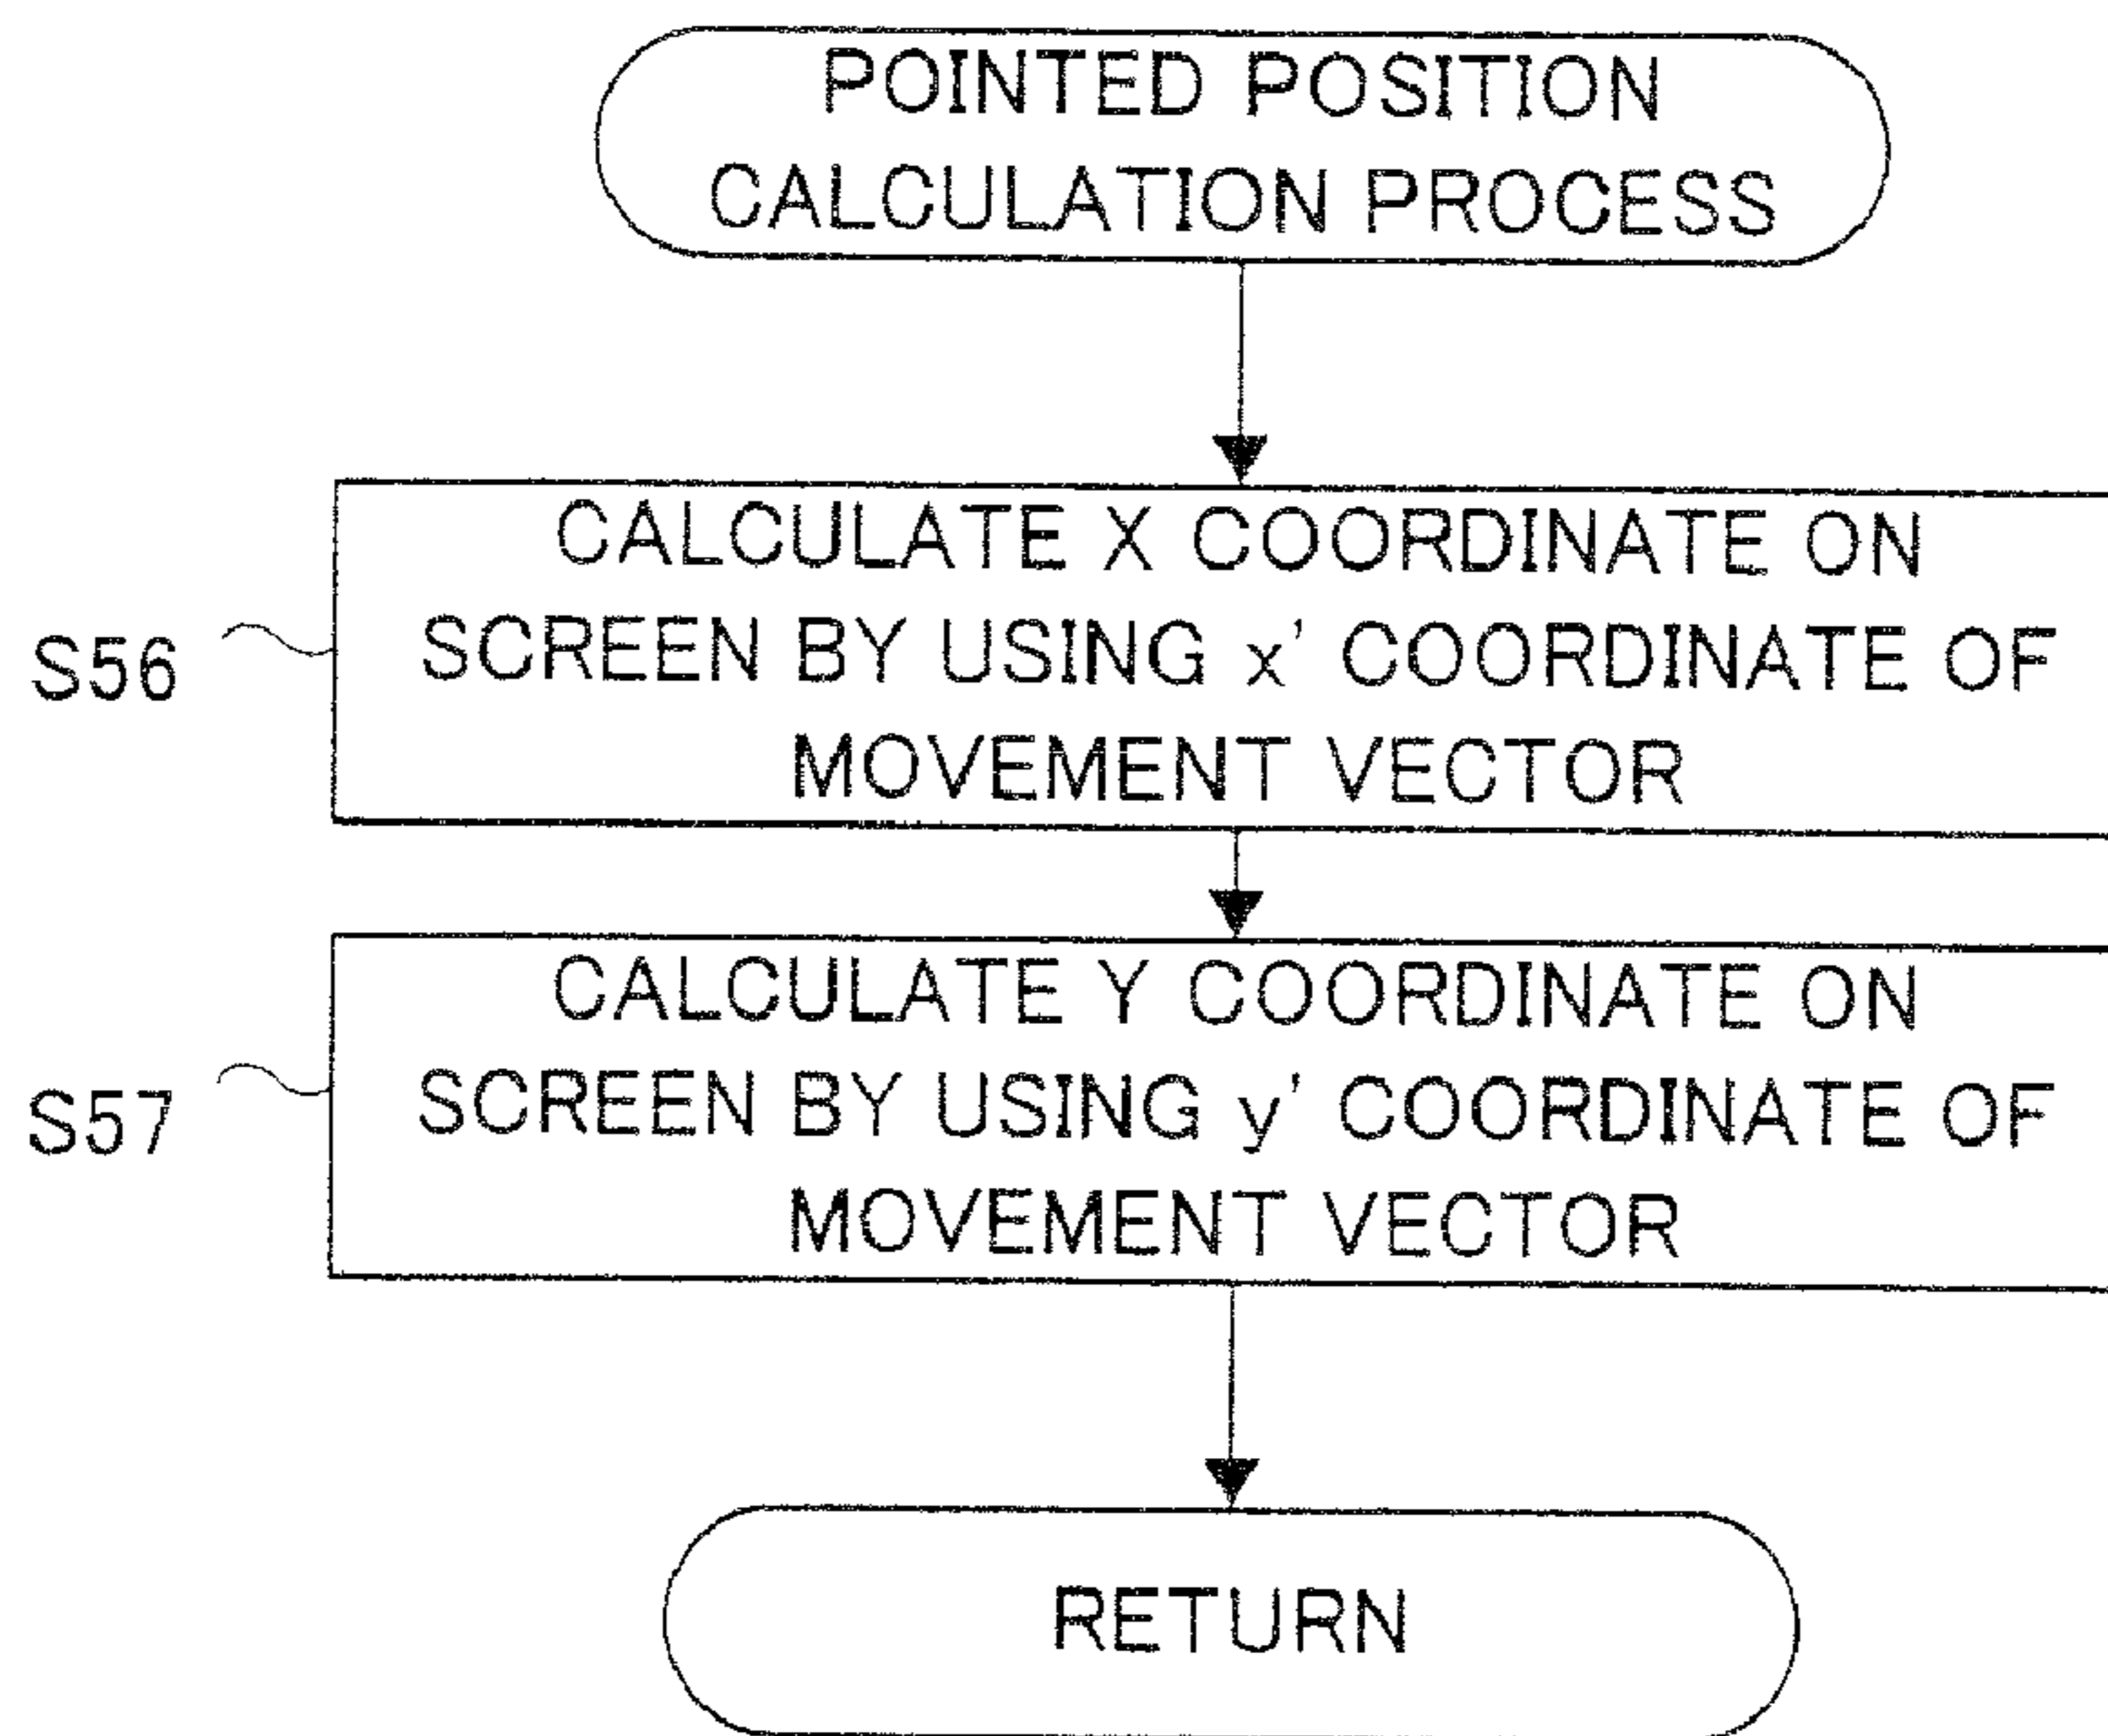 POINTED POSITION
CALCULATION PROCESS
CALCULATE X COORDINATE ON
SCREEN BY USING x' COORDINATE OF
MOVEMENT VECTOR
S56
CALCULATE Y COORDINATE ON
SCREEN BY USING y' COORDINATE OF
MOVEMENT VECTOR
S57
RETURN